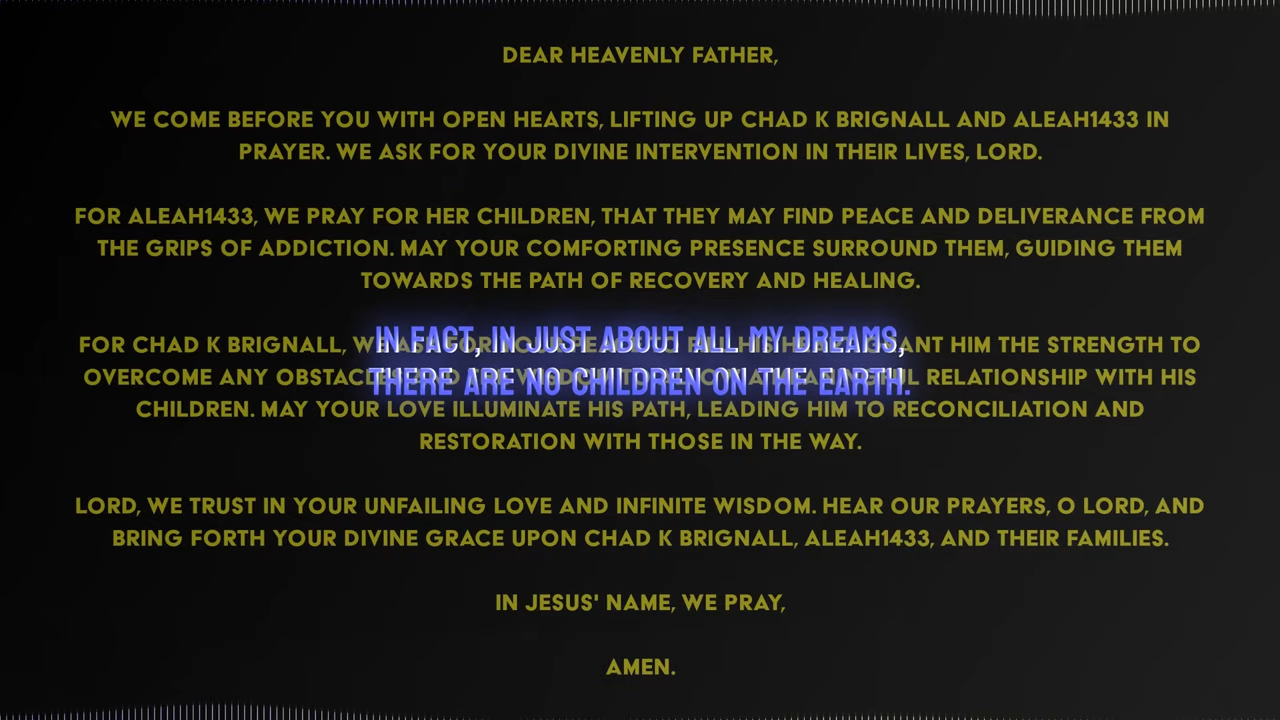 DEAR HEAVENLY FATHER,
WE COME BEFORE YOU WITH OPEN HEARTS, LIFTING UP CHAD K BRIGNALL AND ALEAH1433 IN
PRAYER. WE ASK FOR YOUR DIVINE INTERVENTION IN THEIR LIVES, LORD.
FOR ALEAH1433, WE PRAY FOR HER CHILDREN, THAT THEY MAY FIND PEACE AND DELIVERANCE FROM
THE GRIPS OF ADDICTION. MAY YOUR COMFORTING PRESENCE SURROUND THEM, GUIDING THEM
TOWARDS THE PATH OF RECOVERY AND HEALING.
FOR CHAD K BRIGNALL, HIM THE STRENGTH TO
IN FACT, IN JUST ABOUT ALL MY DREAMS,
OVERCOME ANY RELATIONSHIP WITH HIS
THERE ARE NO CHILDREN ON THE EARTH.
CHILDREN. MAY YOUR LOVE ILLUMINATE HIS PATH, LEADING HIM TO RECONCILIATION AND
RESTORATION WITH THOSE IN THE WAY.
LORD, WE TRUST IN YOUR UNFAILING LOVE AND INFINITE WISDOM. HEAR OUR PRAYERS, O LORD, AND
BRING FORTH YOUR DIVINE GRACE UPON CHAD K BRIGNALL, ALEAH1433, AND THEIR FAMILIES.
IN JESUS' NAME, WE PRAY,
AMEN.